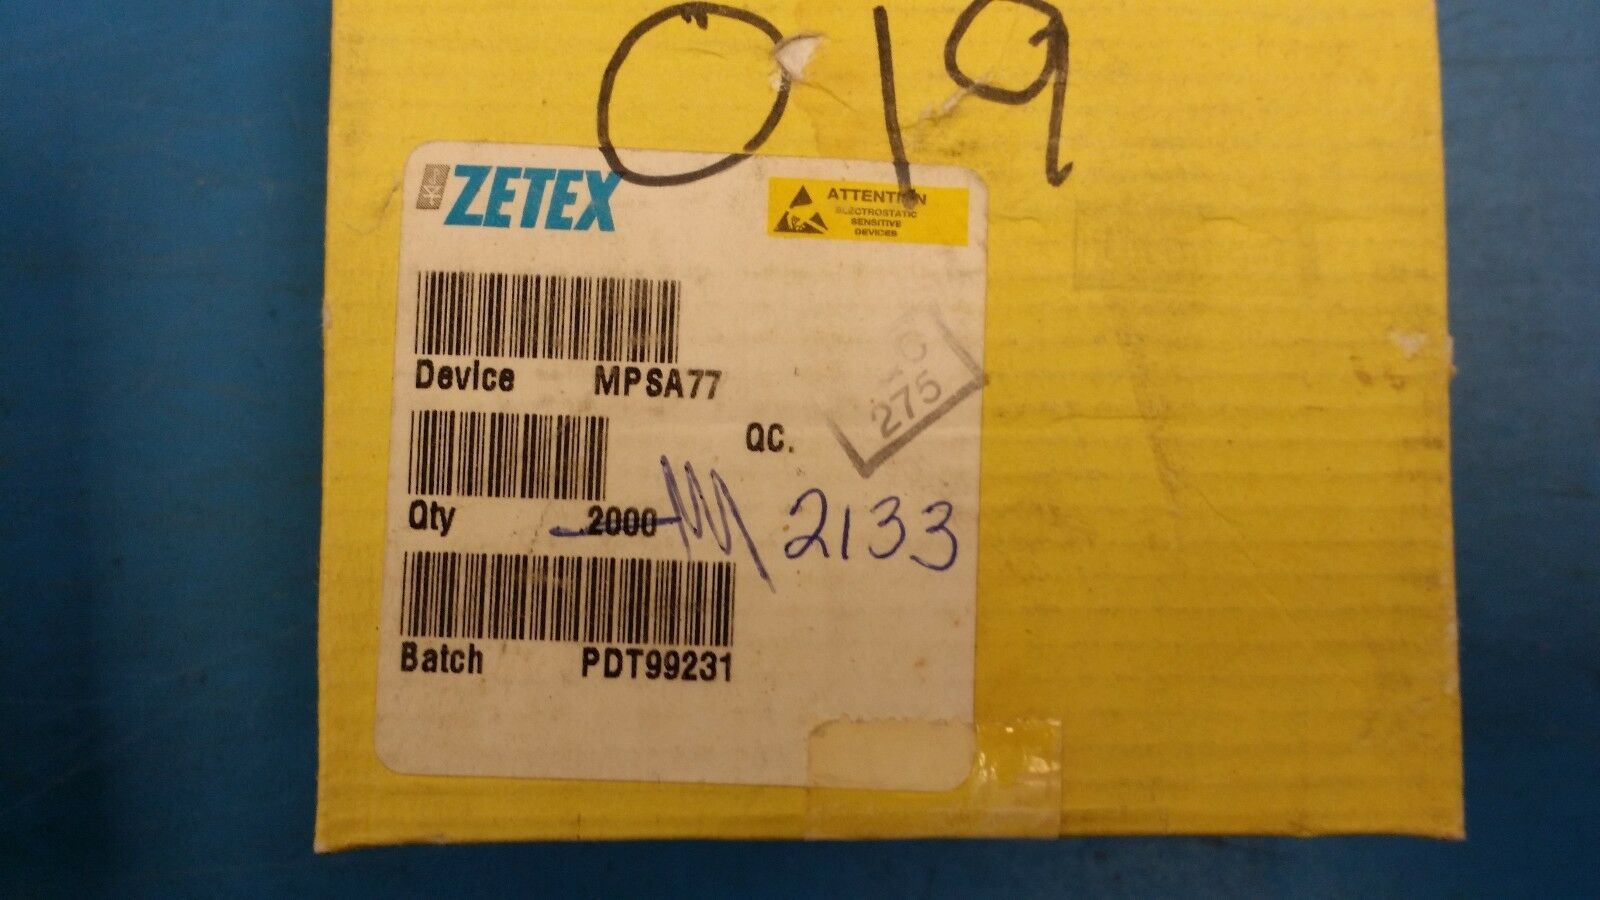 019
ZETEX
ATTENTION
ELECTROSTATIC
SENSITIVE
DEVICES
Device MPSA77
QC.
275
Qty 2000 2133
Batch PDT99231